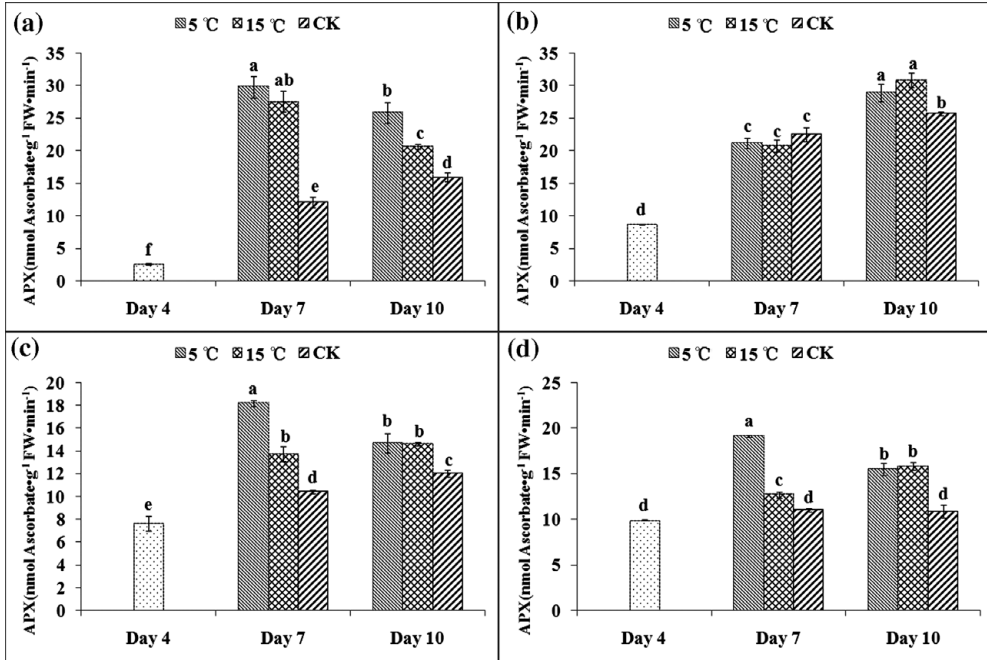 (a)
5 ℃ 15 ℃ CK
APX(nmol Ascorbate•g⁻¹ FW•min⁻¹)
35
30
25
20
15
10
5
0
f
a
ab
e
b
c
d
Day 4
Day 7
Day 10
(b)
5 ℃ 15 ℃ CK
APX(nmol Ascorbate•g⁻¹ FW•min⁻¹)
35
30
25
20
15
10
5
0
d
c
c
c
a
a
b
Day 4
Day 7
Day 10
(c)
5 ℃ 15 ℃ CK
APX(nmol Ascorbate•g⁻¹ FW•min⁻¹)
20
18
16
14
12
10
8
6
4
2
0
e
a
b
d
b
b
c
Day 4
Day 7
Day 10
(d)
5 ℃ 15 ℃ CK
APX(nmol Ascorbate•g⁻¹ FW•min⁻¹)
25
20
15
10
5
0
d
a
c
d
b
b
d
Day 4
Day 7
Day 10